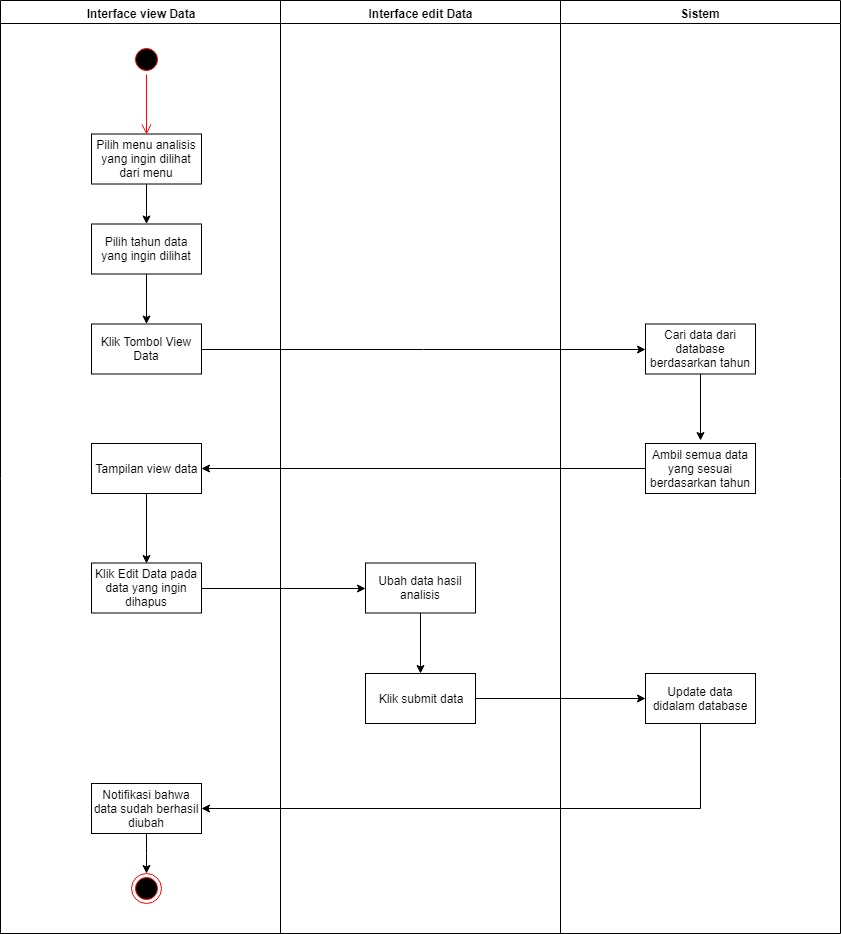 Interface view Data
Interface edit Data
Sistem
Pilih menu analisis
yang ingin dilihat
dari menu
Pilih tahun data
yang ingin dilihat
Klik Tombol View
Data
Cari data dari
database
berdasarkan tahun
Tampilan view data
Ambil semua data
yang sesuai
berdasarkan tahun
Klik Edit Data pada
data yang ingin
dihapus
Ubah data hasil
analisis
Klik submit data
Update data
didalam database
Notifikasi bahwa
data sudah berhasil
diubah